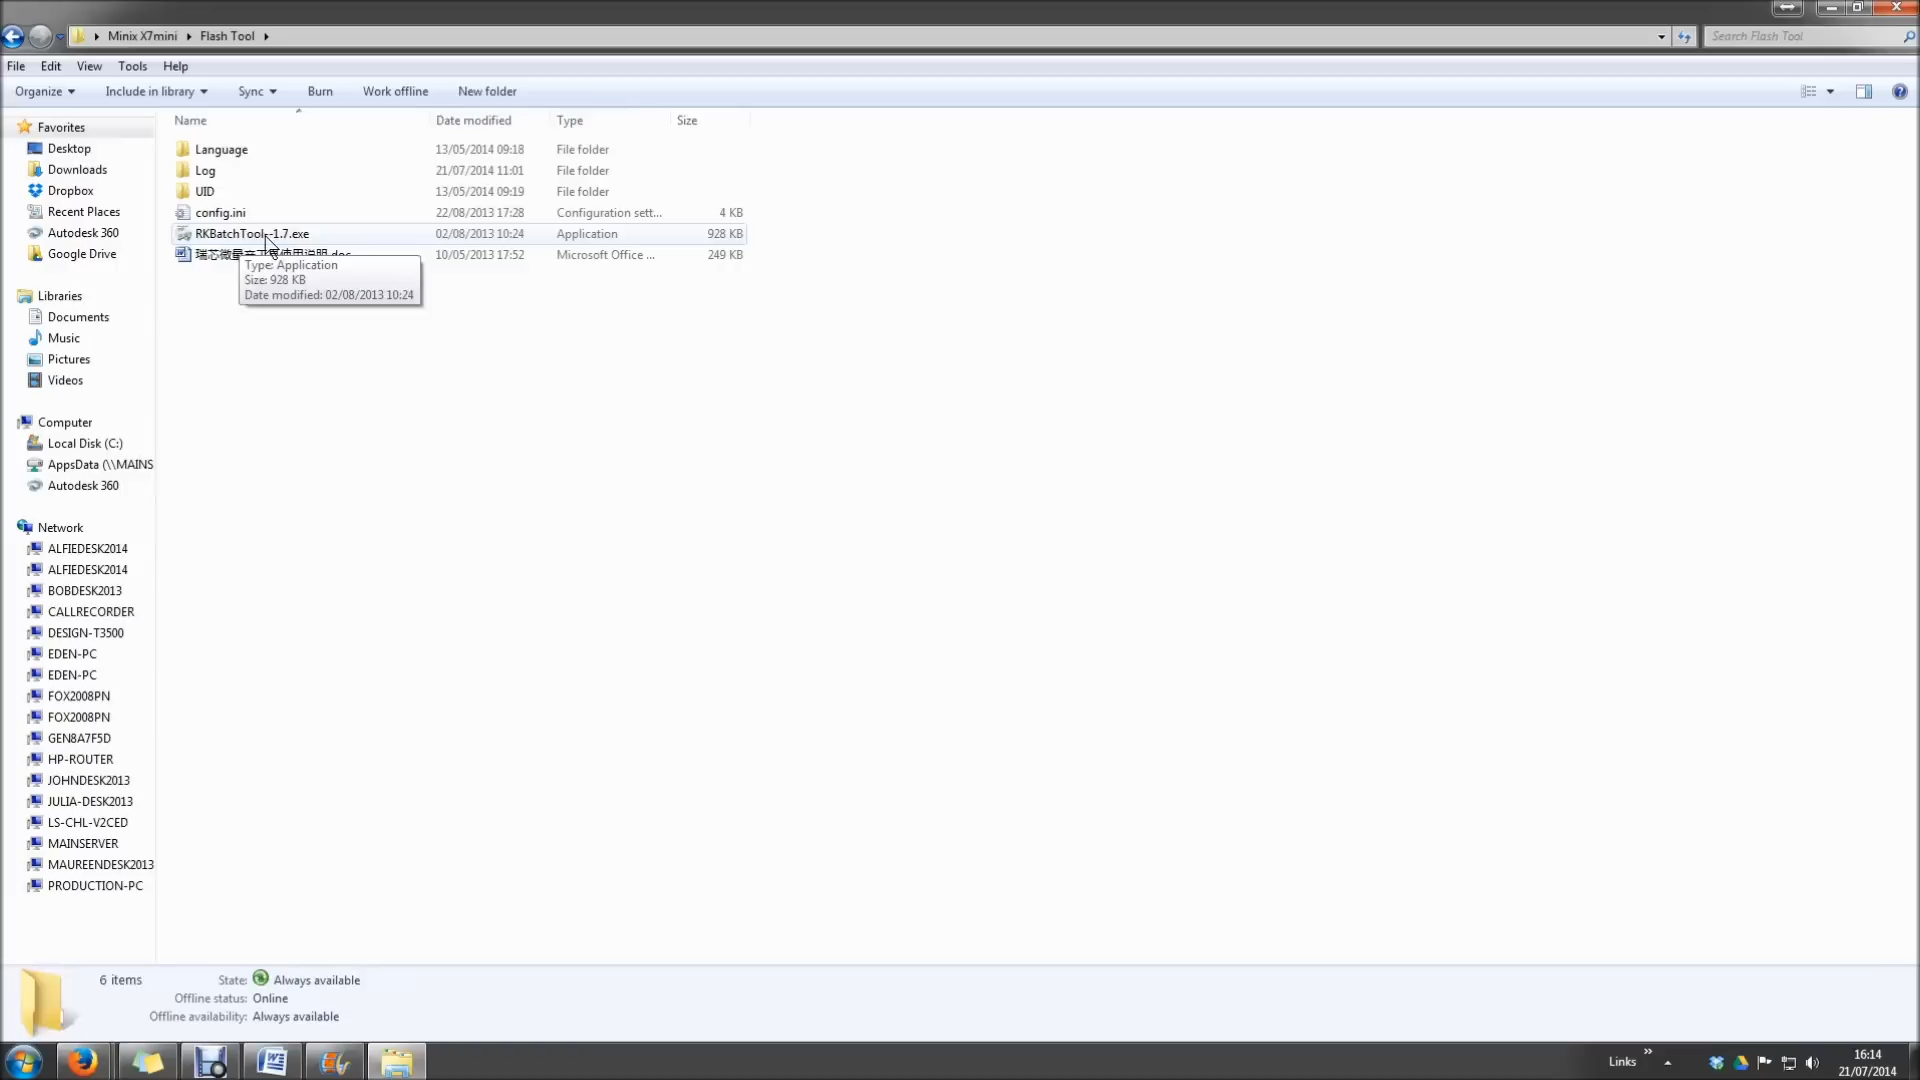 Minix X7mini Flash Tool
Search Flash Tool
File Edit View Tools Help
Organize Include in library Sync Burn Work offline New folder
Name Date modified Type Size
Favorites
Desktop
Downloads
Dropbox
Recent Places
Autodesk 360
Google Drive
Libraries
Documents
Music
Pictures
Videos
Computer
Local Disk (C:)
AppsData (\\MAINS
Autodesk 360
Network
ALFIEDESK2014
ALFIEDESK2014
BOBDESK2013
CALLRECORDER
DESIGN-T3500
EDEN-PC
EDEN-PC
FOX2008PN
FOX2008PN
GEN8A7F5D
HP-ROUTER
JOHNDESK2013
JULIA-DESK2013
LS-CHL-V2CED
MAINSERVER
MAUREENDESK2013
PRODUCTION-PC
Language 13/05/2014 09:18 File folder
Log 21/07/2014 11:01 File folder
UID 13/05/2014 09:19 File folder
config.ini 22/08/2013 17:28 Configuration sett... 4 KB
RKBatchTool--1.7.exe 02/08/2013 10:24 Application 928 KB
10/05/2013 17:52 Microsoft Office ... 249 KB
Type: Application
Size: 928 KB
Date modified: 02/08/2013 10:24
6 items
State: Always available
Offline status: Online
Offline availability: Always available
Links
16:14
21/07/2014